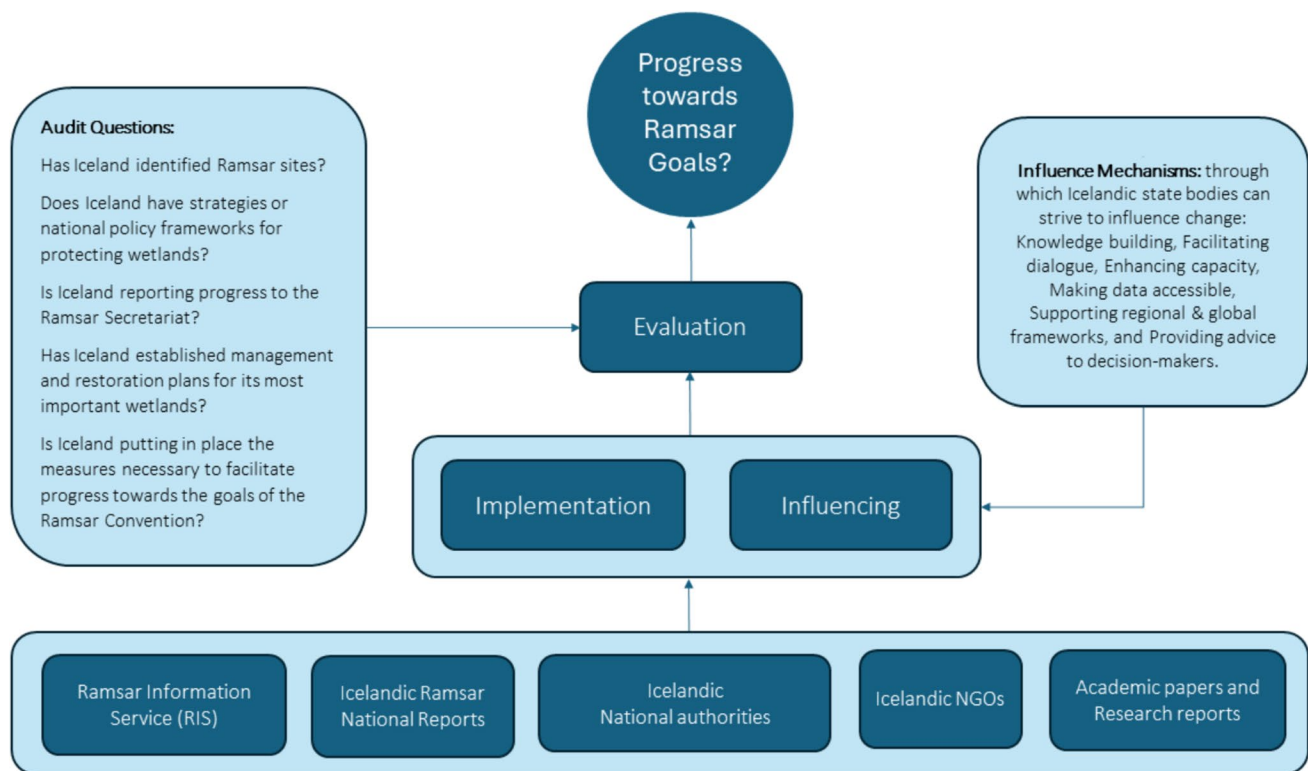 Progress
towards
Ramsar
Goals?
Audit Questions:
Has Iceland identified Ramsar sites?
Does Iceland have strategies or
national policy frameworks for
protecting wetlands?
Is Iceland reporting progress to the
Ramsar Secretariat?
Has Iceland established management
and restoration plans for its most
important wetlands?
Is Iceland putting in place the
measures necessary to facilitate
progress towards the goals of the
Ramsar Convention?
Influence Mechanisms: through
which Icelandic state bodies can
strive to influence change:
Knowledge building, Facilitating
dialogue, Enhancing capacity,
Making data accessible,
Supporting regional & global
frameworks, and Providing advice
to decision-makers.
Evaluation
Implementation
Influencing
Ramsar Information
Service (RIS)
Icelandic Ramsar
National Reports
Icelandic
National authorities
Icelandic NGOs
Academic papers and
Research reports